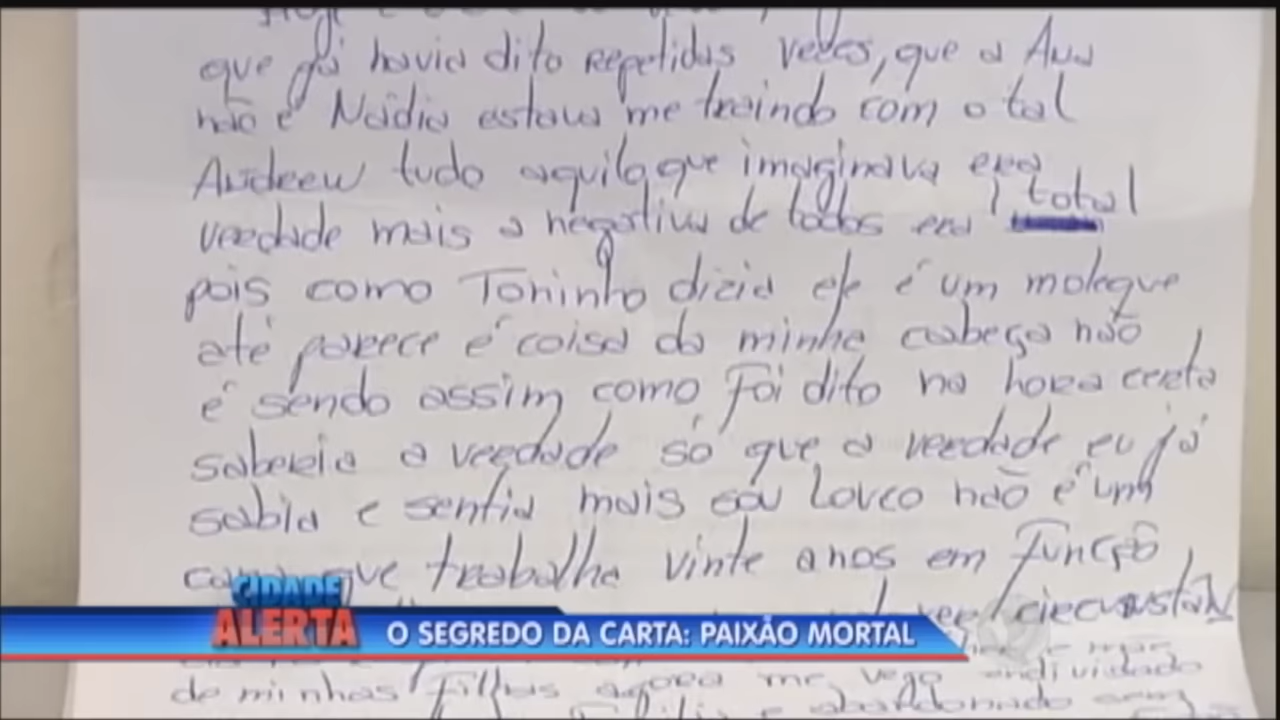 que já havia dito repetidas vezes, que a Ana
não é Nádia estava me traindo com o tal
Andreew tudo aquilo que imaginava era
verdade mais a negativa de todos era total
pois como Toninho dizia ele é um moleque
até parece é coisa da minha cabeça não
é sendo assim como foi dito na hora certa
saberia a verdade só que a verdade eu já
sabia e sentia mais sou louco não é um
que trabalha vinte anos em função
CIDADE
ALERTA
O SEGREDO DA CARTA: PAIXÃO MORTAL
me vejo endividado
de minhas filhas agora
e abandonado